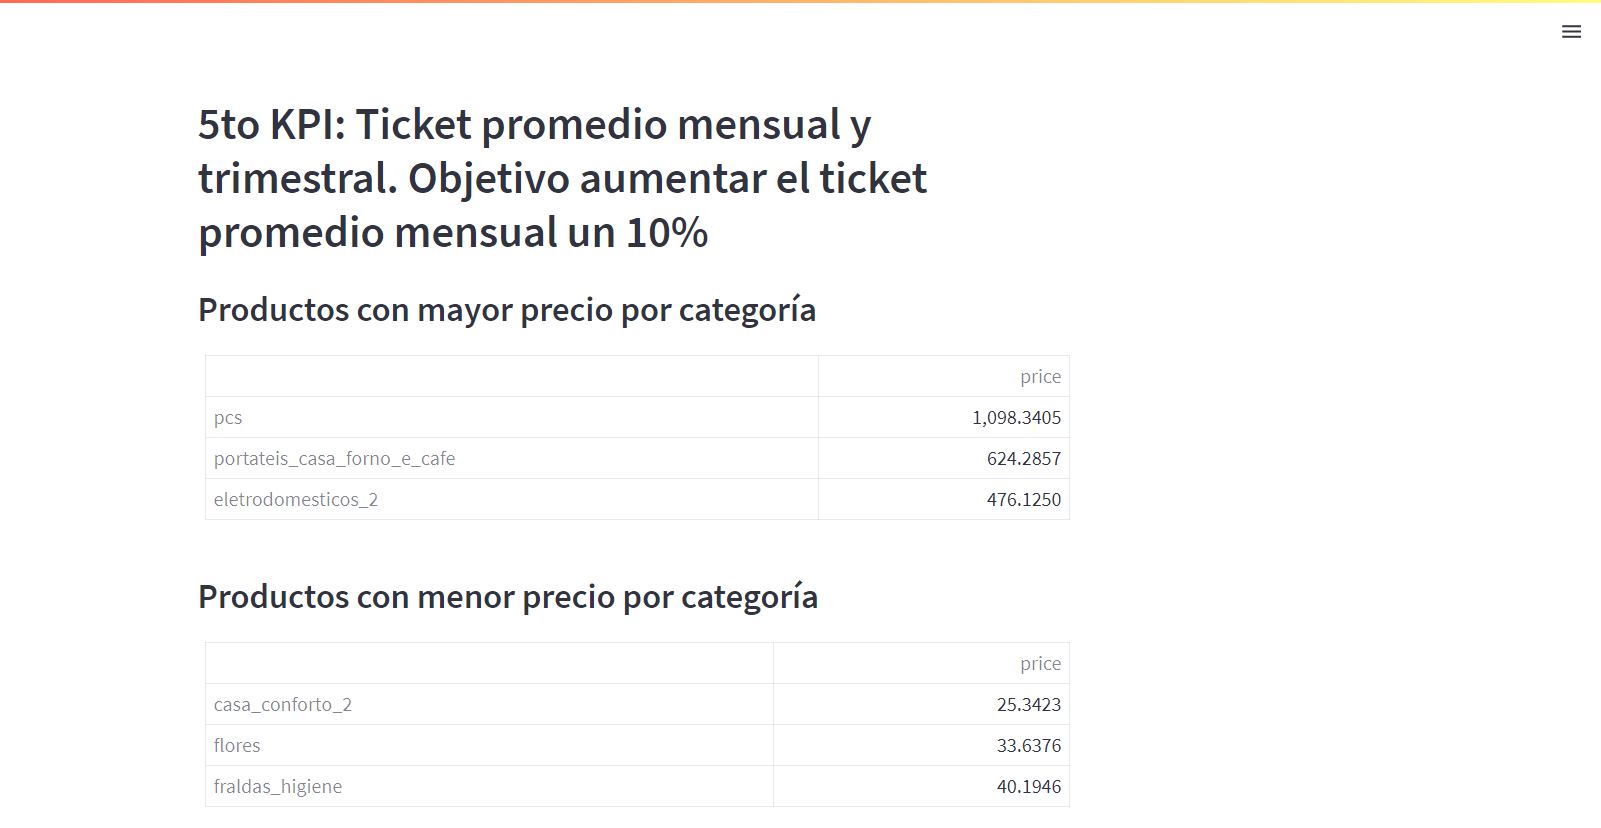 5to KPI: Ticket promedio mensual y
trimestral. Objetivo aumentar el ticket
promedio mensual un 10%
Productos con mayor precio por categoría
price
pcs 1,098.3405
portateis_casa_forno_e_cafe 624.2857
eletrodomesticos_2 476.1250
Productos con menor precio por categoría
price
casa_conforto_2 25.3423
flores 33.6376
fraldas_higiene 40.1946